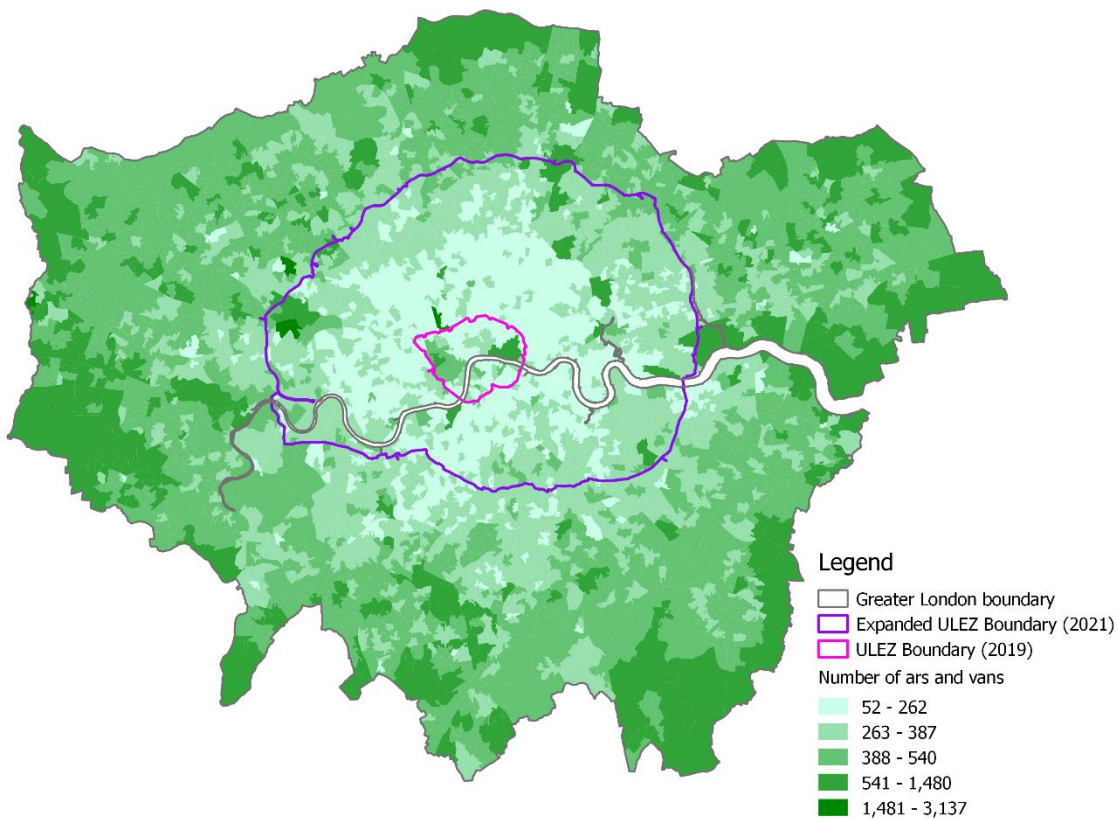 Legend
Greater London boundary
Expanded ULEZ Boundary (2021)
ULEZ Boundary (2019)
Number of ars and vans
52 - 262
263 - 387
388 - 540
541 - 1,480
1,481 - 3,137